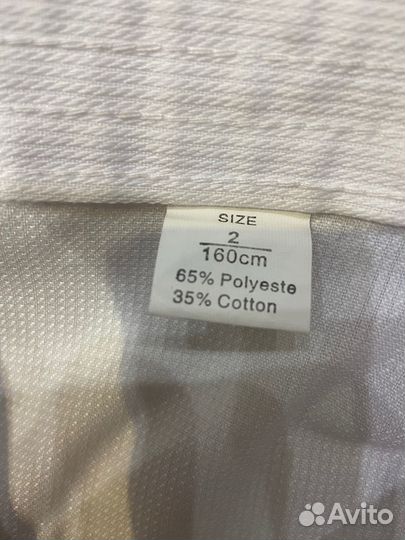 SIZE
2
160cm
65% Polyeste
35% Cotton
Avito